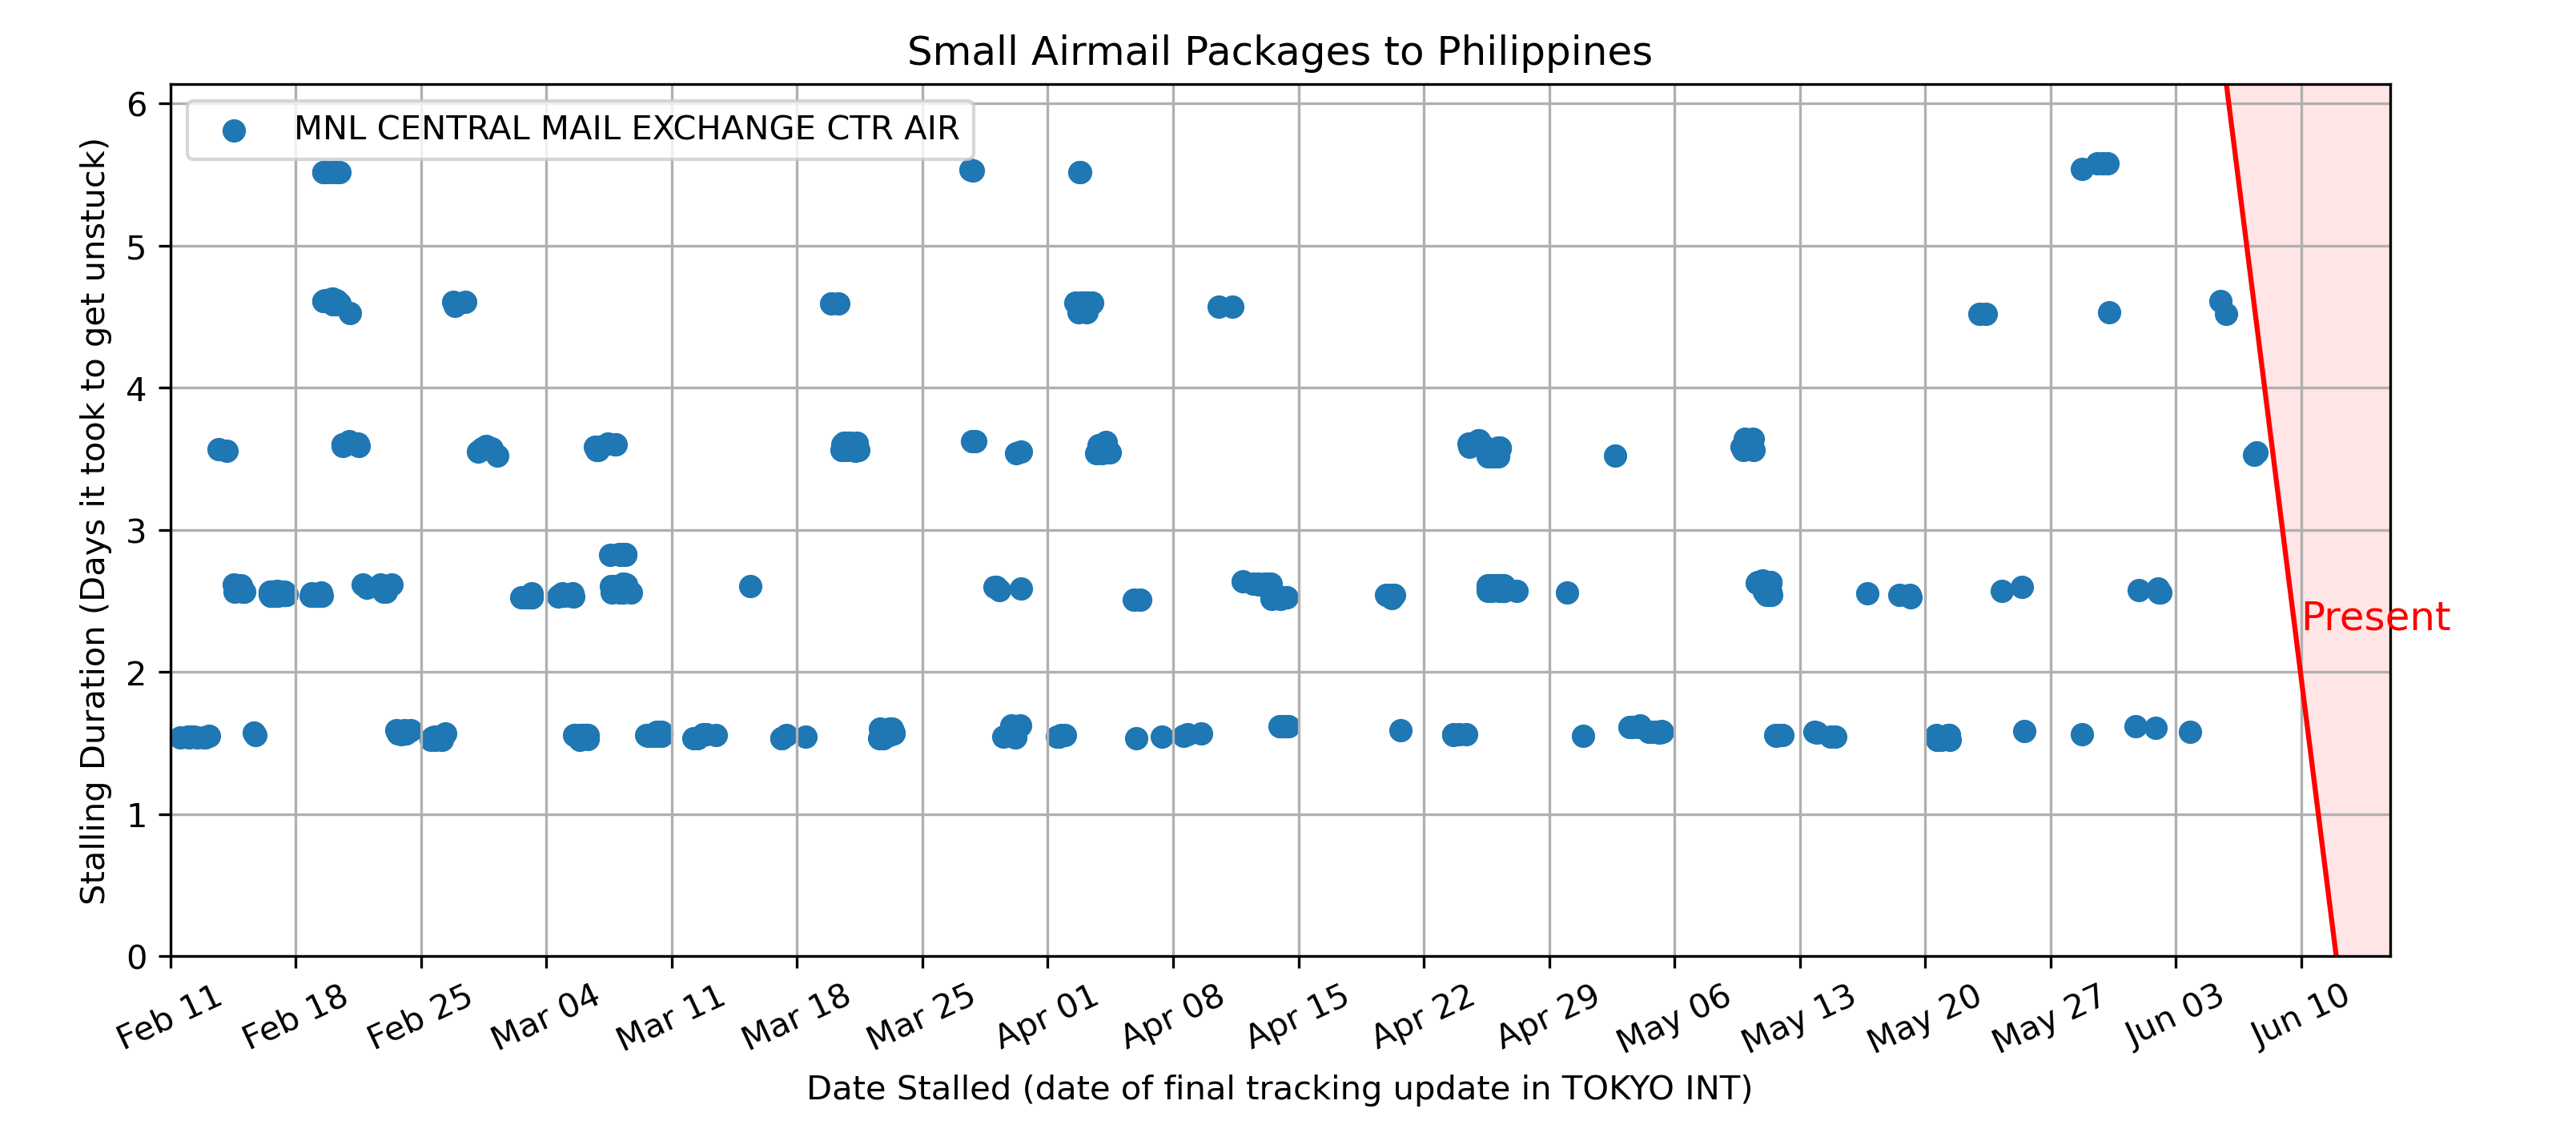 Small Airmail Packages to Philippines
MNL CENTRAL MAIL EXCHANGE CTR AIR
Stalling Duration (Days it took to get unstuck)
6
5
4
3
2
1
0
Present
Feb 11
Feb 18
Feb 25
Mar 04
Mar 11
Mar 18
Mar 25
Apr 01
Apr 08
Apr 15
Apr 22
Apr 29
May 06
May 13
May 20
May 27
Jun 03
Jun 10
Date Stalled (date of final tracking update in TOKYO INT)